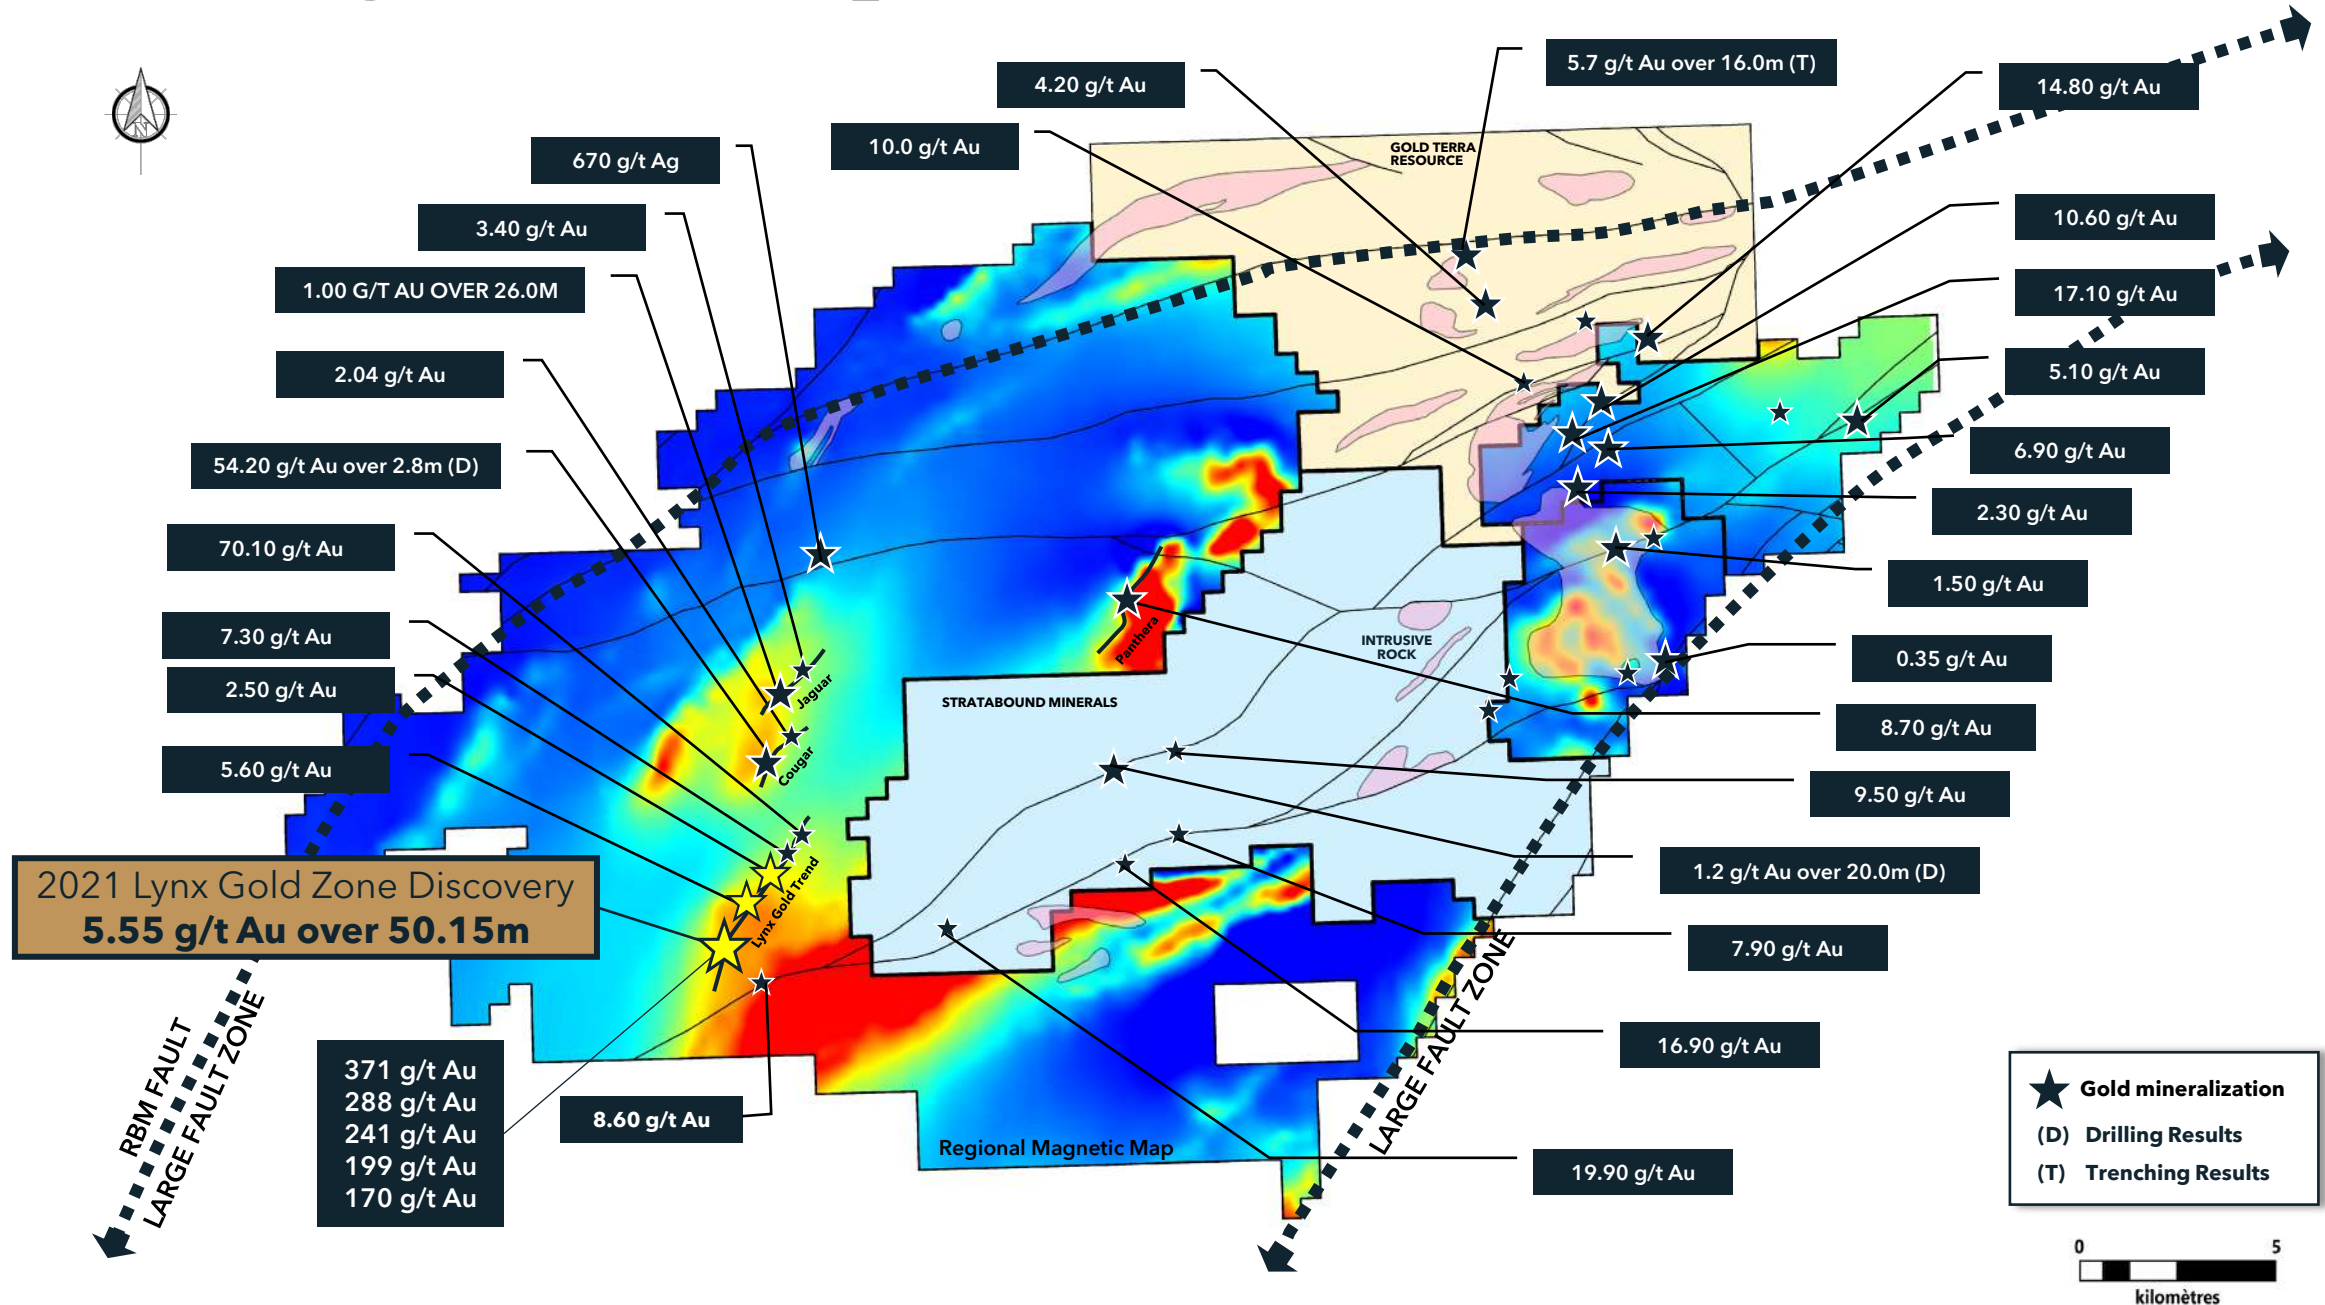 N
5.7 g/t Au over 16.0m (T)
4.20 g/t Au
14.80 g/t Au
10.0 g/t Au
GOLD TERRA
RESOURCE
670 g/t Ag
3.40 g/t Au
10.60 g/t Au
1.00 G/T AU OVER 26.0M
17.10 g/t Au
2.04 g/t Au
5.10 g/t Au
54.20 g/t Au over 2.8m (D)
6.90 g/t Au
70.10 g/t Au
2.30 g/t Au
1.50 g/t Au
7.30 g/t Au
Panthera
INTRUSIVE
ROCK
0.35 g/t Au
2.50 g/t Au
Jaguar
STRATABOUND MINERALS
8.70 g/t Au
5.60 g/t Au
Cougar
9.50 g/t Au
2021 Lynx Gold Zone Discovery
5.55 g/t Au over 50.15m
Lynx Gold Trend
1.2 g/t Au over 20.0m (D)
7.90 g/t Au
RBM FAULT
LARGE FAULT ZONE
LARGE FAULT ZONE
16.90 g/t Au
371 g/t Au
288 g/t Au
241 g/t Au
199 g/t Au
170 g/t Au
8.60 g/t Au
Regional Magnetic Map
19.90 g/t Au
Gold mineralization
(D) Drilling Results
(T) Trenching Results
0 5
kilomètres